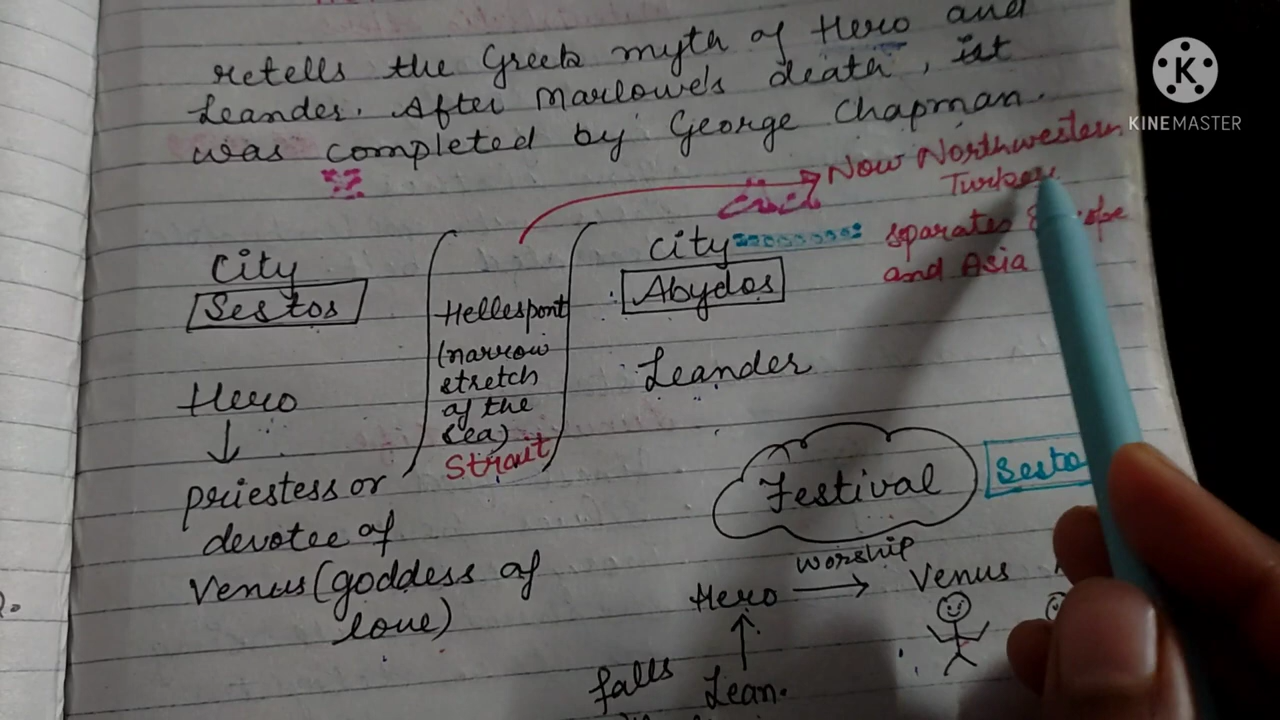 retells the Greek myth of Hero and
Leander. After Marlowe's death, it
was completed by George Chapman.
KINEMASTER
Now Northwestern
Turkey
separates
and Asia
City
Sestos
Hellespont
(narrow
stretch
of the
sea)
Strait
City
Abydos
Hero
Leander
priestess or
devotee of
Venus (goddess of
love)
Festival
Hero worship Venus
falls Lean.